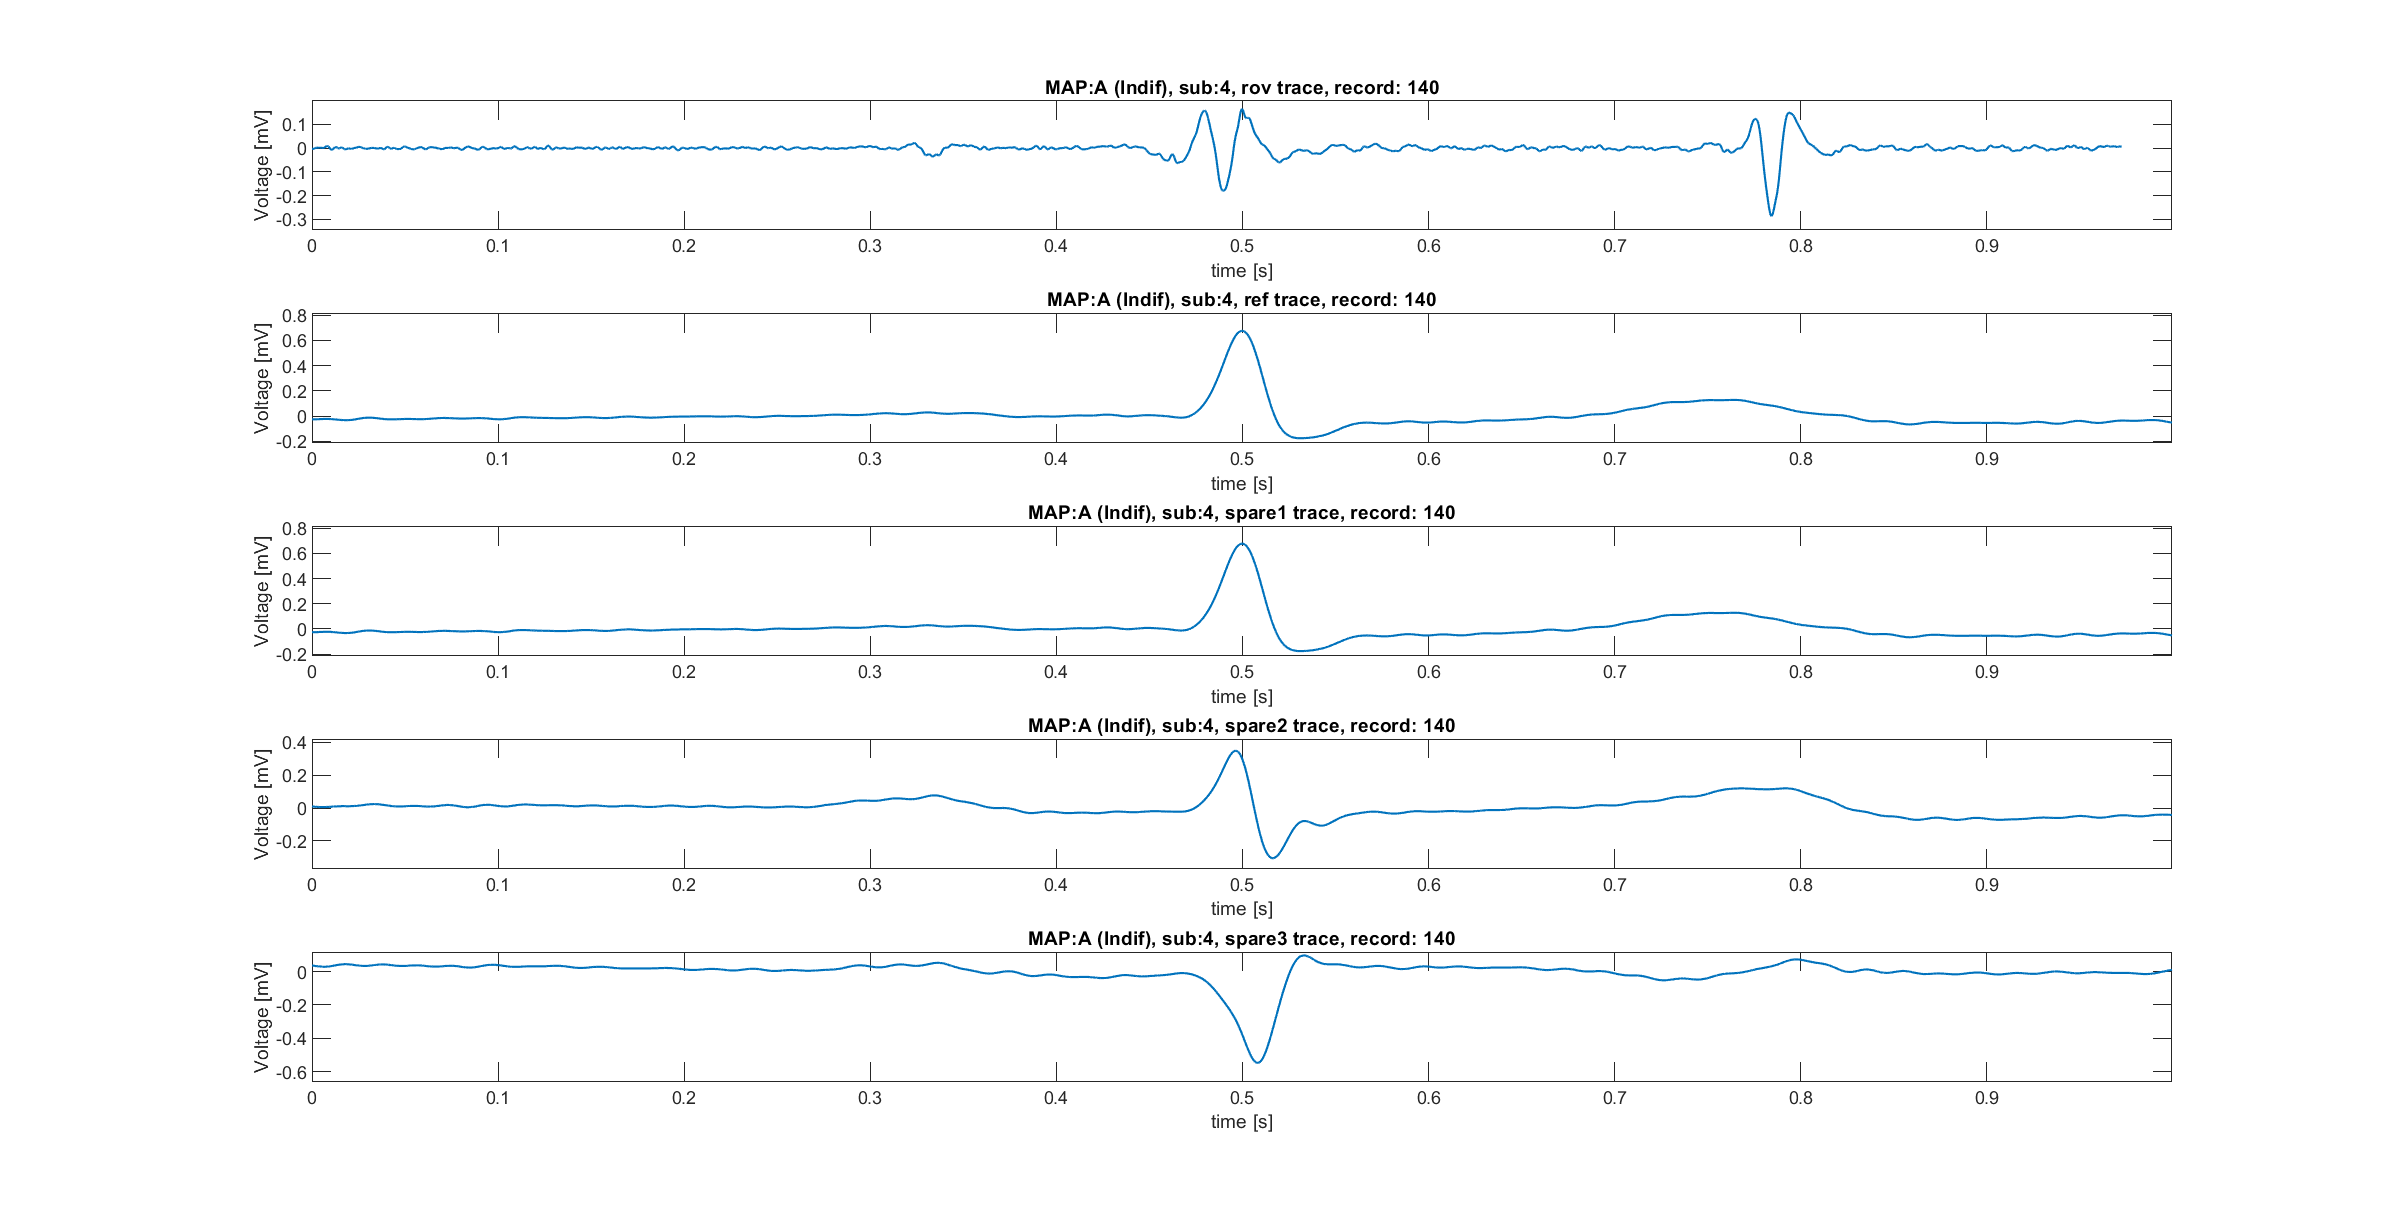 MAP:A (Indif), sub:4, rov trace, record: 140
Voltage [mV]
0.1
0
-0.1
-0.2
-0.3
0 0.1 0.2 0.3 0.4 0.5 0.6 0.7 0.8 0.9
time [s]
MAP:A (Indif), sub:4, ref trace, record: 140
Voltage [mV]
0.8
0.6
0.4
0.2
0
-0.2
0 0.1 0.2 0.3 0.4 0.5 0.6 0.7 0.8 0.9
time [s]
MAP:A (Indif), sub:4, spare1 trace, record: 140
Voltage [mV]
0.8
0.6
0.4
0.2
0
-0.2
0 0.1 0.2 0.3 0.4 0.5 0.6 0.7 0.8 0.9
time [s]
MAP:A (Indif), sub:4, spare2 trace, record: 140
Voltage [mV]
0.4
0.2
0
-0.2
0 0.1 0.2 0.3 0.4 0.5 0.6 0.7 0.8 0.9
time [s]
MAP:A (Indif), sub:4, spare3 trace, record: 140
Voltage [mV]
0
-0.2
-0.4
-0.6
0 0.1 0.2 0.3 0.4 0.5 0.6 0.7 0.8 0.9
time [s]